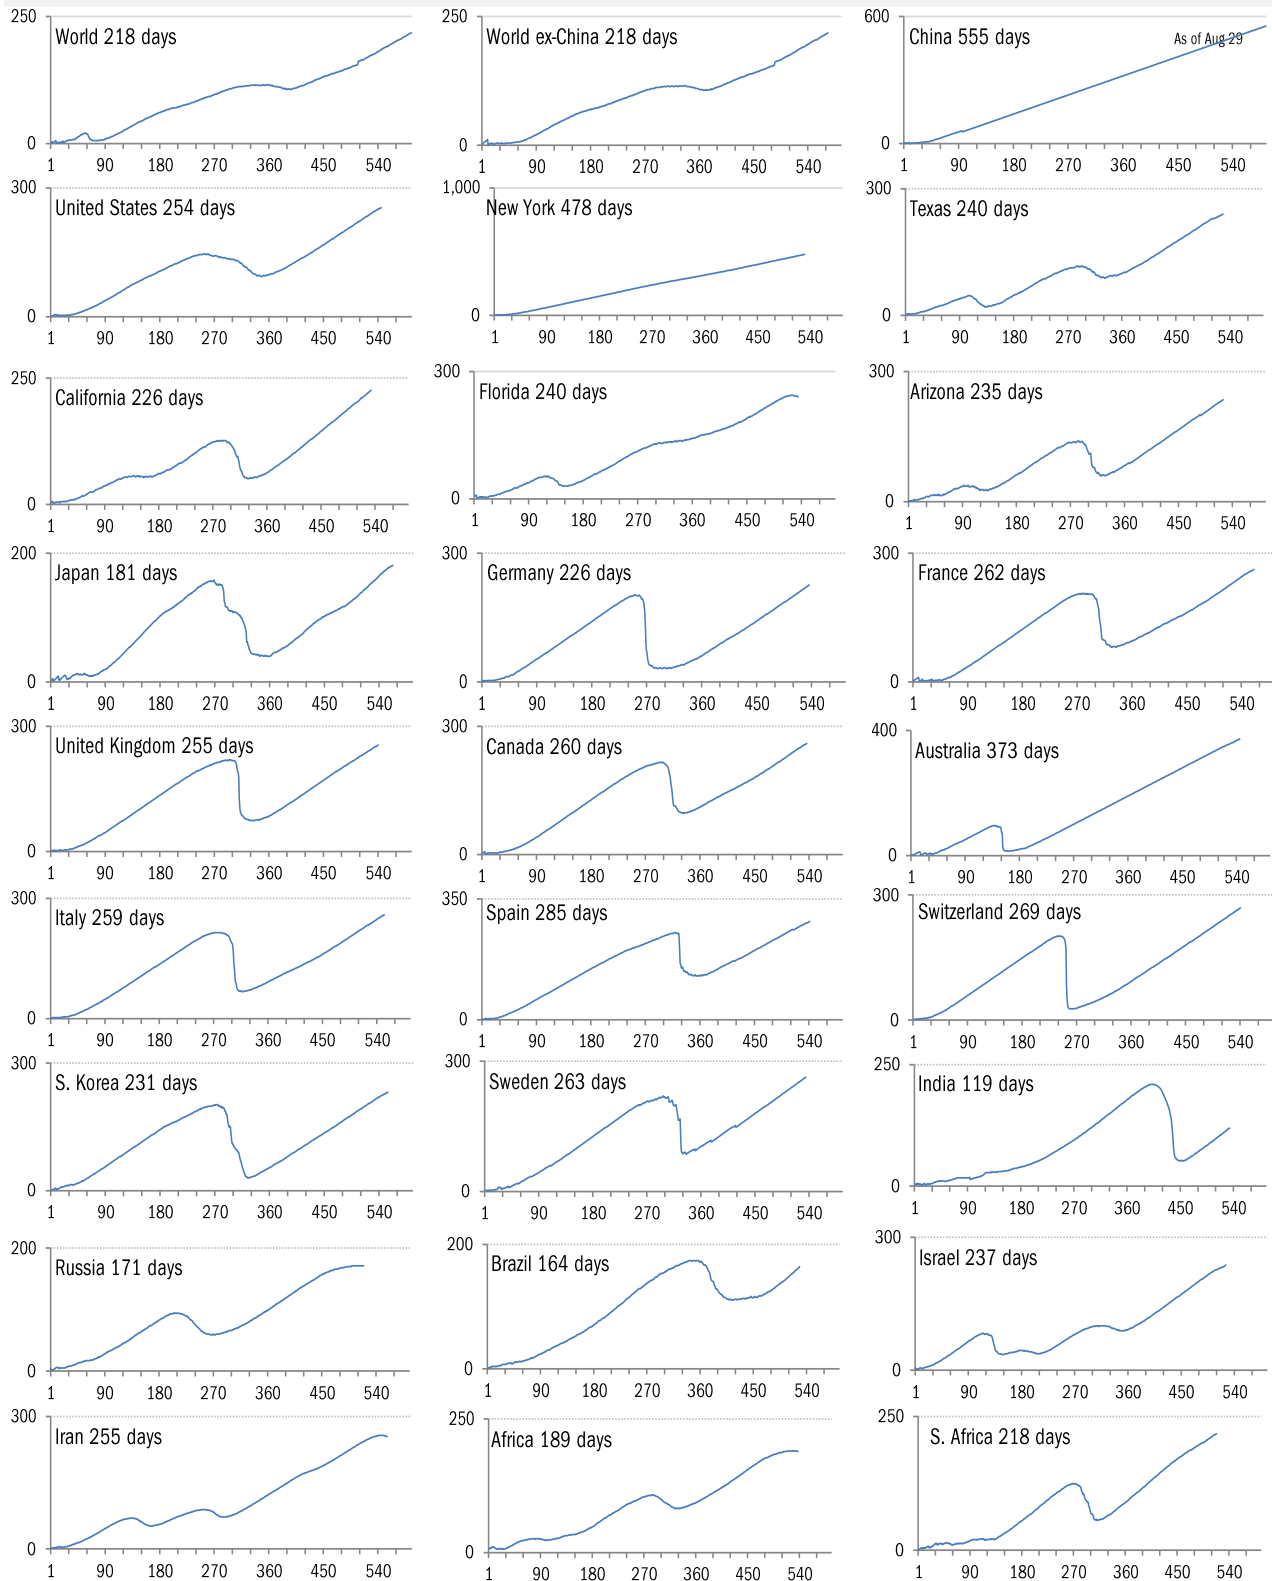 250
World 218 days
0
1 90 180 270 360 450 540
250
World ex-China 218 days
0
1 90 180 270 360 450 540
600
China 555 days
As of Aug 29
0
1 90 180 270 360 450 540
300
United States 254 days
0
1 90 180 270 360 450 540
1,000
New York 478 days
0
1 90 180 270 360 450 540
300
Texas 240 days
0
1 90 180 270 360 450 540
250
California 226 days
0
1 90 180 270 360 450 540
300
Florida 240 days
0
1 90 180 270 360 450 540
300
Arizona 235 days
0
1 90 180 270 360 450 540
200
Japan 181 days
0
1 90 180 270 360 450 540
300
Germany 226 days
0
1 90 180 270 360 450 540
300
France 262 days
0
1 90 180 270 360 450 540
300
United Kingdom 255 days
0
1 90 180 270 360 450 540
300
Canada 260 days
0
1 90 180 270 360 450 540
400
Australia 373 days
0
1 90 180 270 360 450 540
300
Italy 259 days
0
1 90 180 270 360 450 540
350
Spain 285 days
0
1 90 180 270 360 450 540
300
Switzerland 269 days
0
1 90 180 270 360 450 540
300
S. Korea 231 days
0
1 90 180 270 360 450 540
300
Sweden 263 days
0
1 90 180 270 360 450 540
250
India 119 days
0
1 90 180 270 360 450 540
200
Russia 171 days
0
1 90 180 270 360 450 540
200
Brazil 164 days
0
1 90 180 270 360 450 540
300
Israel 237 days
0
1 90 180 270 360 450 540
300
Iran 255 days
0
1 90 180 270 360 450 540
250
Africa 189 days
0
1 90 180 270 360 450 540
250
S. Africa 218 days
0
1 90 180 270 360 450 540